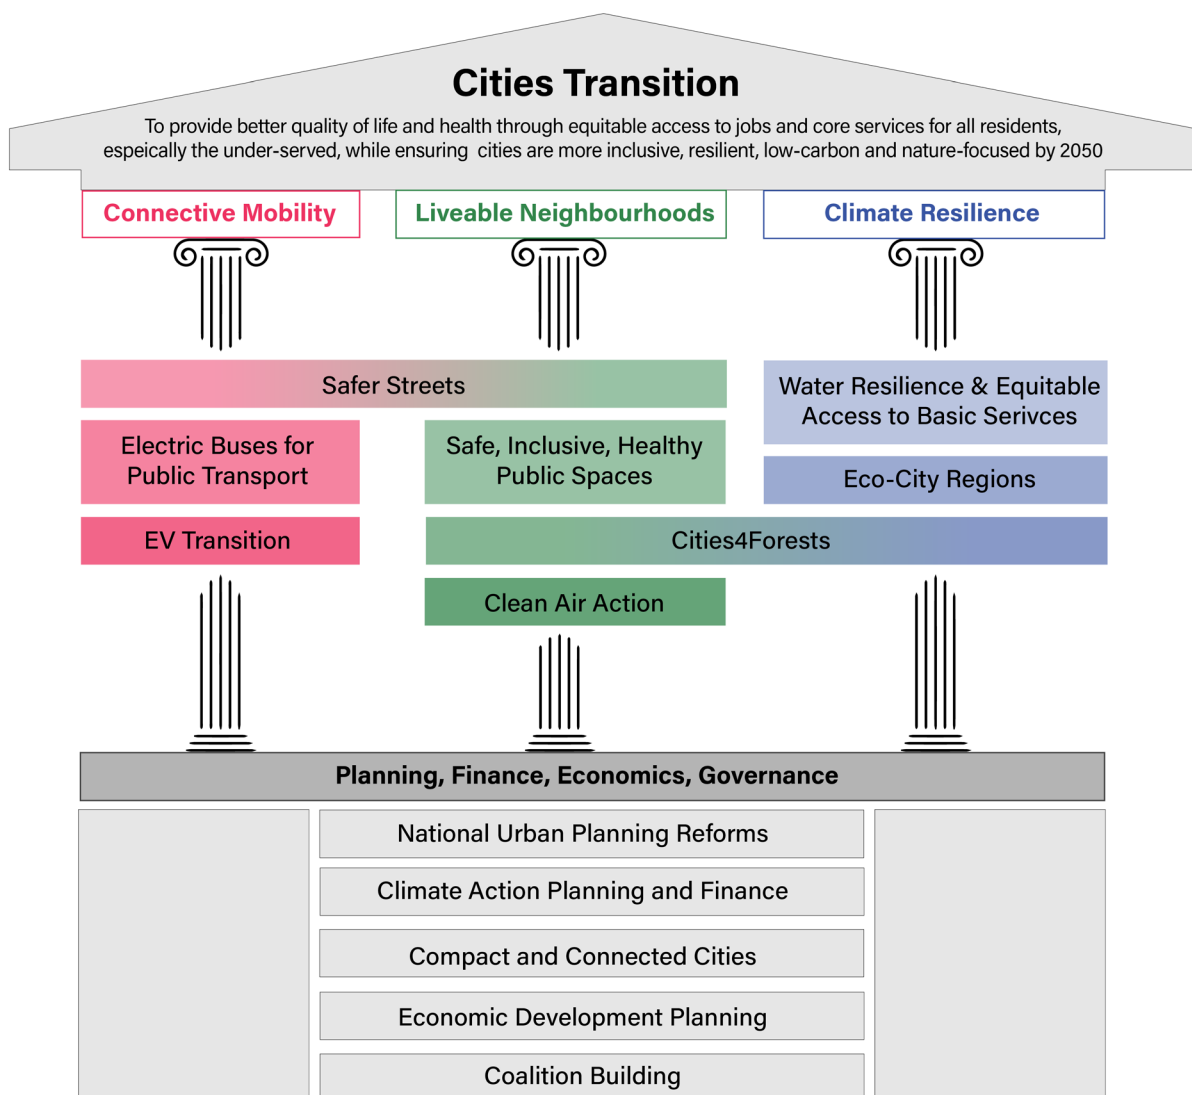 Cities Transition
To provide better quality of life and health through equitable access to jobs and core services for all residents,
espeically the under-served, while ensuring cities are more inclusive, resilient, low-carbon and nature-focused by 2050
Connective Mobility
Liveable Neighbourhoods
Climate Resilience
Safer Streets
Water Resilience & Equitable
Access to Basic Serivces
Electric Buses for
Public Transport
Safe, Inclusive, Healthy
Public Spaces
Eco-City Regions
EV Transition
Cities4Forests
Clean Air Action
Planning, Finance, Economics, Governance
National Urban Planning Reforms
Climate Action Planning and Finance
Compact and Connected Cities
Economic Development Planning
Coalition Building